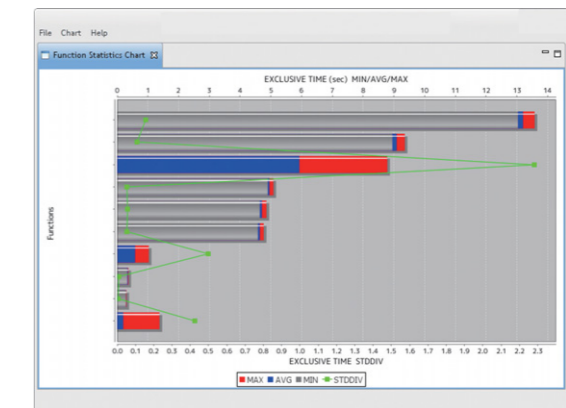 File Chart Help
Function Statistics Chart
EXCLUSIVE TIME (sec) MIN/AVG/MAX
0 1 2 3 4 5 6 7 8 9 10 11 12 13 14
Functions
0.0 0.1 0.2 0.3 0.4 0.5 0.6 0.7 0.8 0.9 1.0 1.1 1.2 1.3 1.4 1.5 1.6 1.7 1.8 1.9 2.0 2.1 2.2 2.3
EXCLUSIVE TIME STDDIV
MAX AVG MIN STDDIV